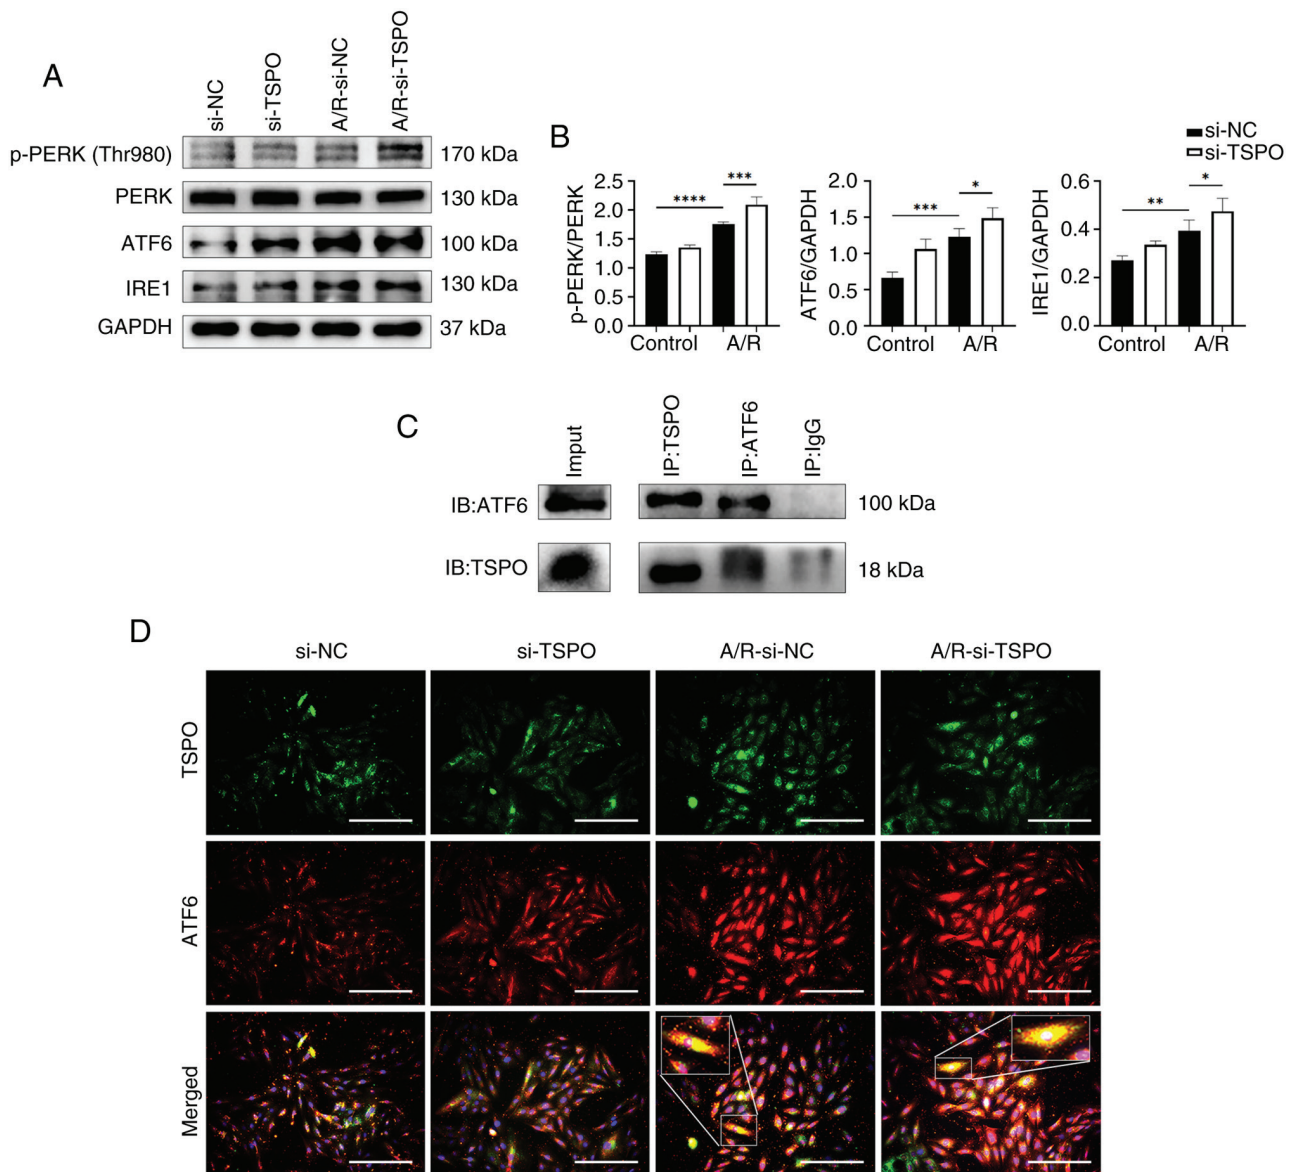 A
si-NC
si-TSPO
A/R-si-NC
A/R-si-TSPO
p-PERK (Thr980)
170 kDa
PERK
130 kDa
ATF6
100 kDa
IRE1
130 kDa
GAPDH
37 kDa
B
si-NC
si-TSPO
p-PERK/PERK
2.5
2.0
1.5
1.0
0.5
0.0
****
***
Control
A/R
ATF6/GAPDH
2.0
1.5
1.0
0.5
0.0
***
*
Control
A/R
IRE1/GAPDH
0.6
0.4
0.2
0.0
**
*
Control
A/R
C
Input
IP:TSPO
IP:ATF6
IP:IgG
IB:ATF6
100 kDa
IB:TSPO
18 kDa
D
si-NC
si-TSPO
A/R-si-NC
A/R-si-TSPO
TSPO
ATF6
Merged